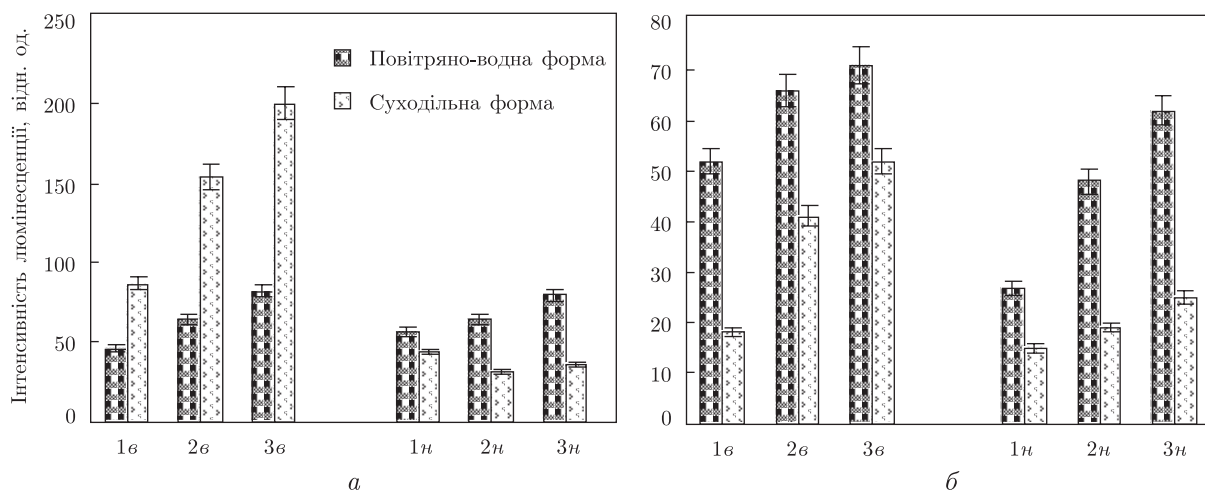 Інтенсивність люмінесценції, відн. од.
250
200
150
100
50
0
Повітряно-водна форма
Суходільна форма
1в 2в 3в 1н 2н 3н
а
80
70
60
50
40
30
20
10
0
1в 2в 3в 1н 2н 3н
б